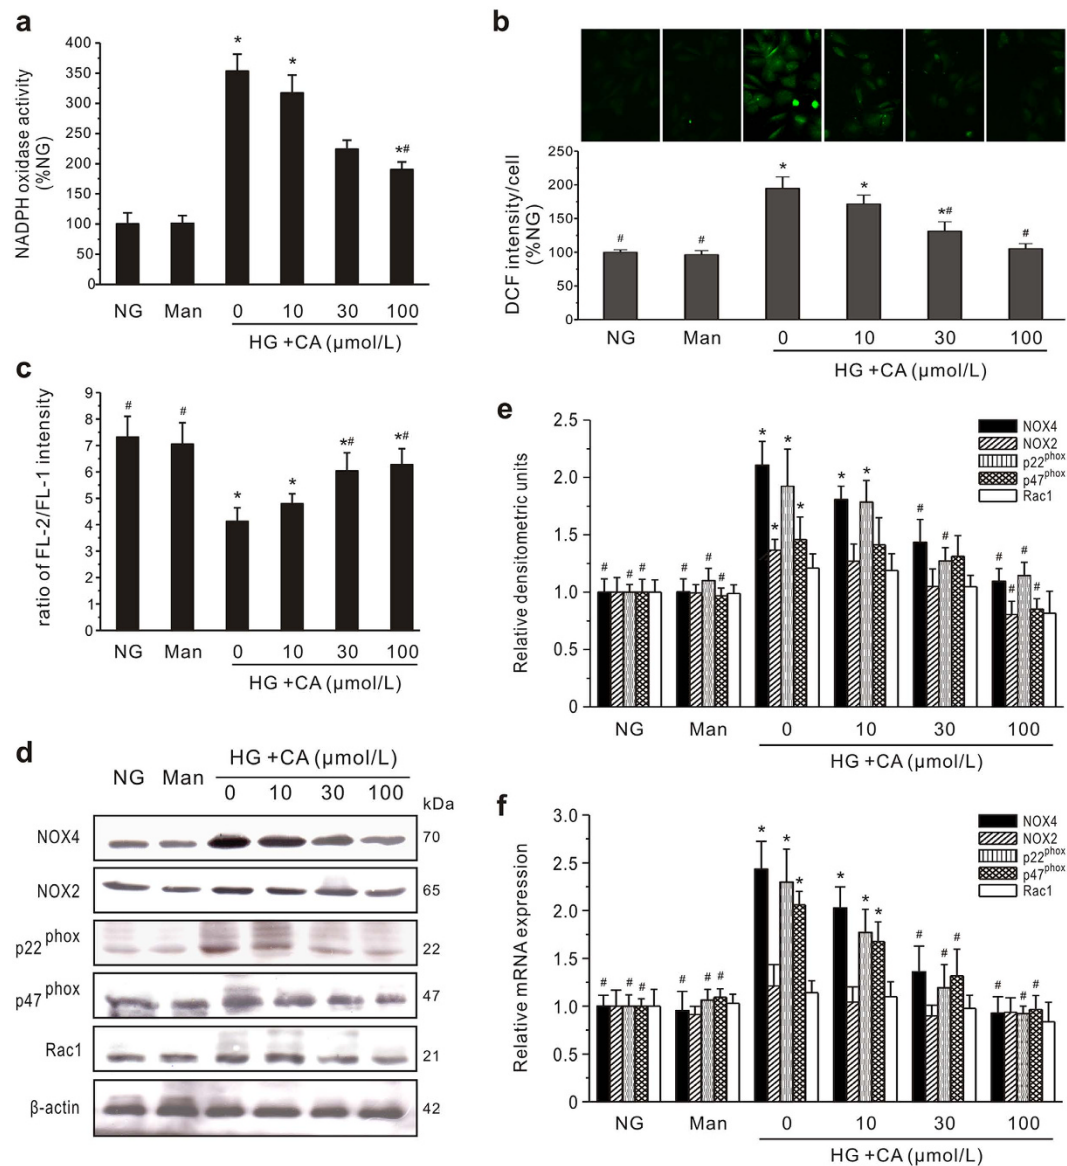 a
NADPH oxidase activity
(%NG)
400
350
300
250
200
150
100
50
0
* * *#
NG Man 0 10 30 100
HG +CA (μmol/L)
b
DCF intensity/cell
(%NG)
250
200
150
100
50
0
# # * * *# #
NG Man 0 10 30 100
HG +CA (μmol/L)
c
ratio of FL-2/FL-1 intensity
9
8
7
6
5
4
3
2
1
0
# # * * *# *#
NG Man 0 10 30 100
HG +CA (μmol/L)
d
HG +CA (μmol/L)
NG Man 0 10 30 100
kDa
NOX4 70
NOX2 65
p22phox 22
p47phox 47
Rac1 21
β-actin 42
e
Relative densitometric units
2.5
2.0
1.5
1.0
0.5
0
NOX4
NOX2
p22phox
p47phox
Rac1
# # # # # # * * * * * * # # # # # #
NG Man 0 10 30 100
HG +CA (μmol/L)
f
Relative mRNA expression
3.0
2.5
2.0
1.5
1.0
0.5
0
NOX4
NOX2
p22phox
p47phox
Rac1
# # # # # # * * * * * * # # # # # #
NG Man 0 10 30 100
HG +CA (μmol/L)